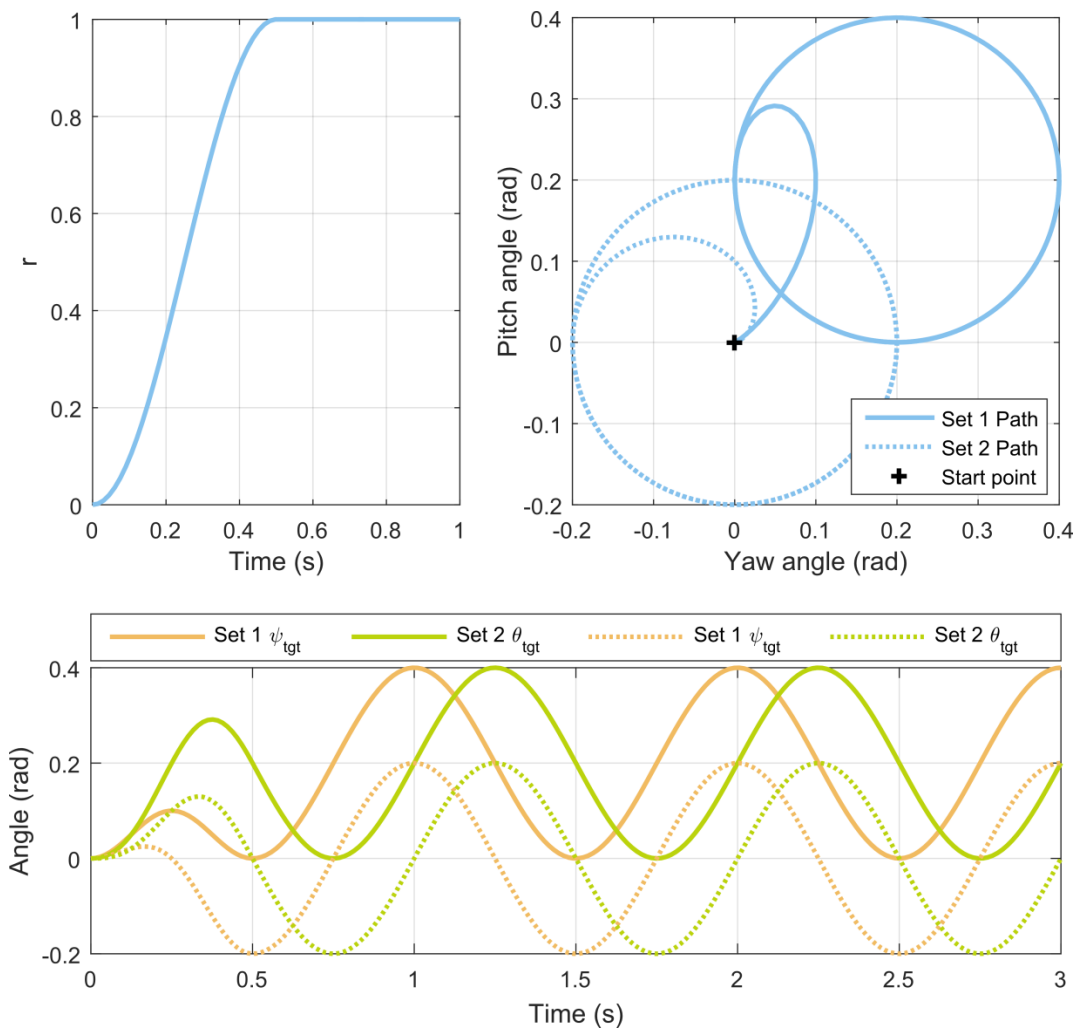 1
0.8
0.6
0.4
0.2
0
0 0.2 0.4 0.6 0.8 1
r
Time (s)
0.4
0.3
0.2
0.1
0
-0.1
-0.2
-0.2 -0.1 0 0.1 0.2 0.3 0.4
Pitch angle (rad)
Yaw angle (rad)
Set 1 Path
Set 2 Path
Start point
Set 1 ψtgt Set 2 θtgt Set 1 ψtgt Set 2 θtgt
0.4
0.2
0
-0.2
0 0.5 1 1.5 2 2.5 3
Angle (rad)
Time (s)